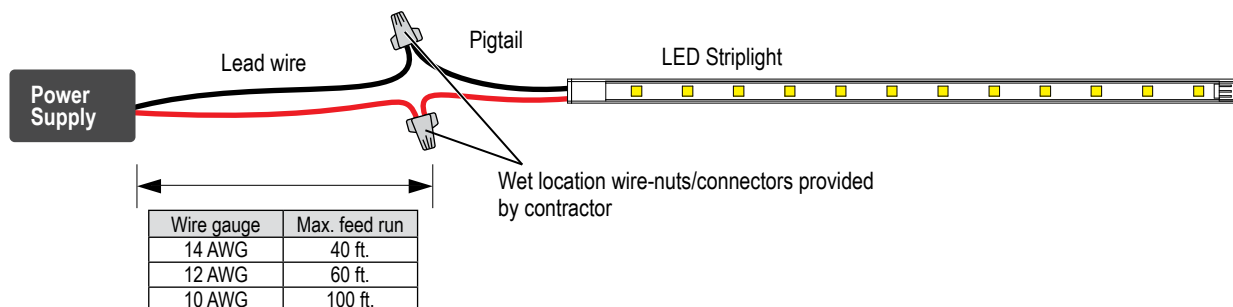 Pigtail
Lead wire
LED Striplight
Power
Supply
Wet location wire-nuts/connectors provided
by contractor
Wire gauge Max. feed run
14 AWG 40 ft.
12 AWG 60 ft.
10 AWG 100 ft.